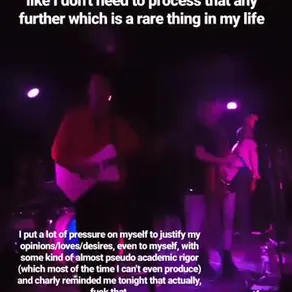 like I don't need to process that any
further which is a rare thing in my life
I put a lot of pressure on myself to justify my
opinions/loves/desires, even to myself, with
some kind of almost pseudo academic rigor
(which most of the time I can't even produce)
and charly reminded me tonight that actually,
fuck that